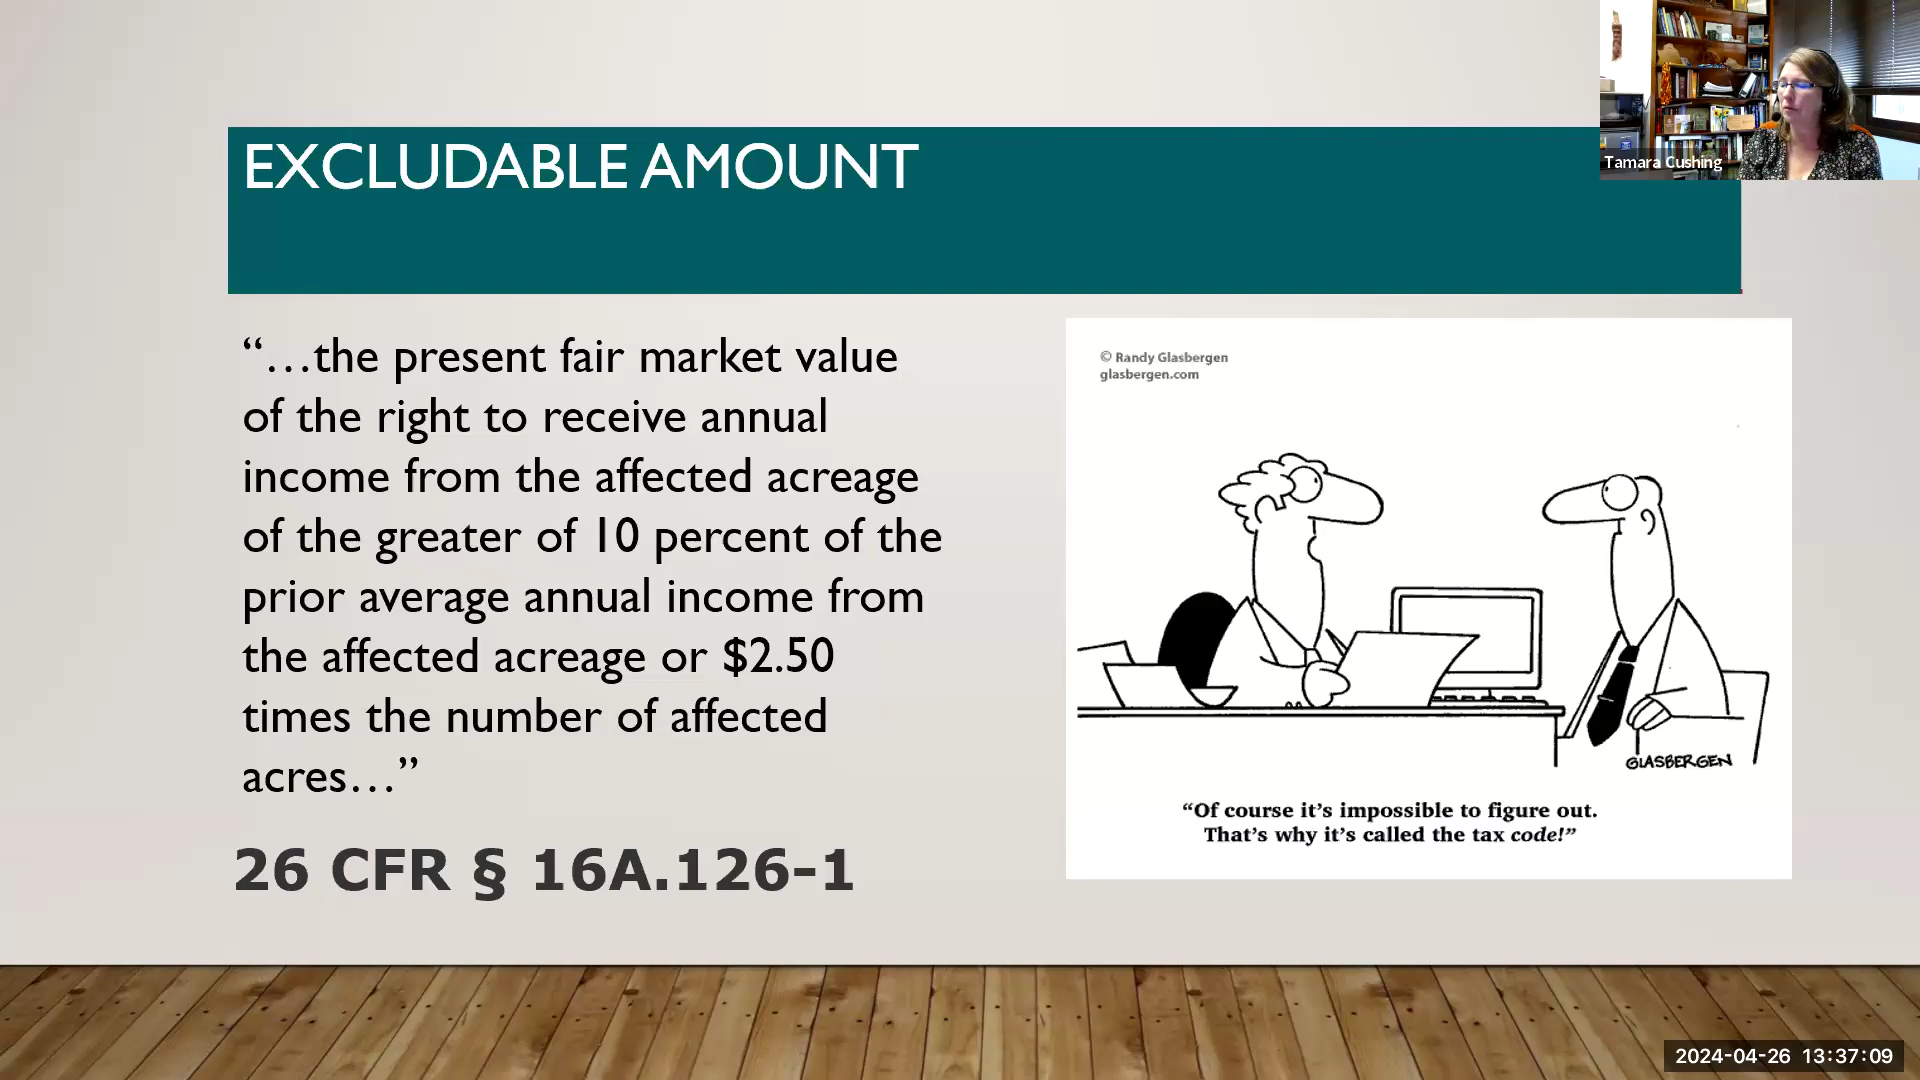 EXCLUDABLE AMOUNT
Tamara Cushing
“…the present fair market value
of the right to receive annual
income from the affected acreage
of the greater of 10 percent of the
prior average annual income from
the affected acreage or $2.50
times the number of affected
acres…”
26 CFR § 16A.126-1
© Randy Glasbergen
glasbergen.com
GLASBERGEN
“Of course it’s impossible to figure out.
That’s why it’s called the tax code!”
2024-04-26 13:37:09